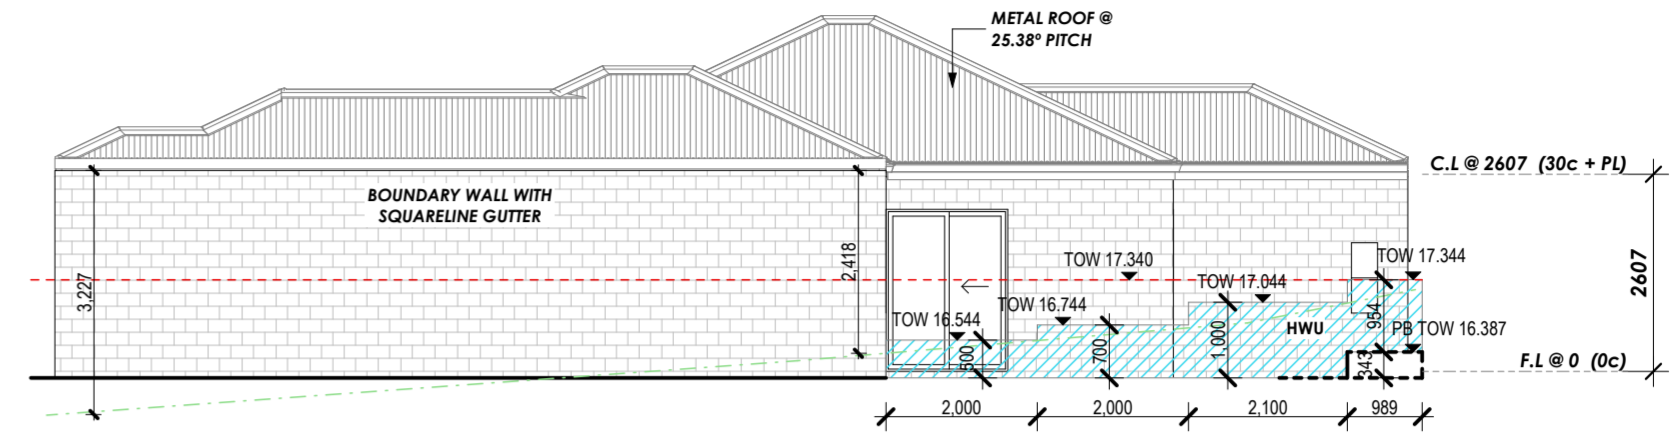 METAL ROOF @
25.38º PITCH
C.L @ 2607 (30c + PL)
BOUNDARY WALL WITH
SQUARELINE GUTTER
3,227
2,418
TOW 17.340
TOW 17.344
TOW 17.044
2607
TOW 16.744
TOW 16.544
954
HWU
PB TOW 16.387
500
700
1,000
343
F.L @ 0 (0c)
2,000
2,000
2,100
989